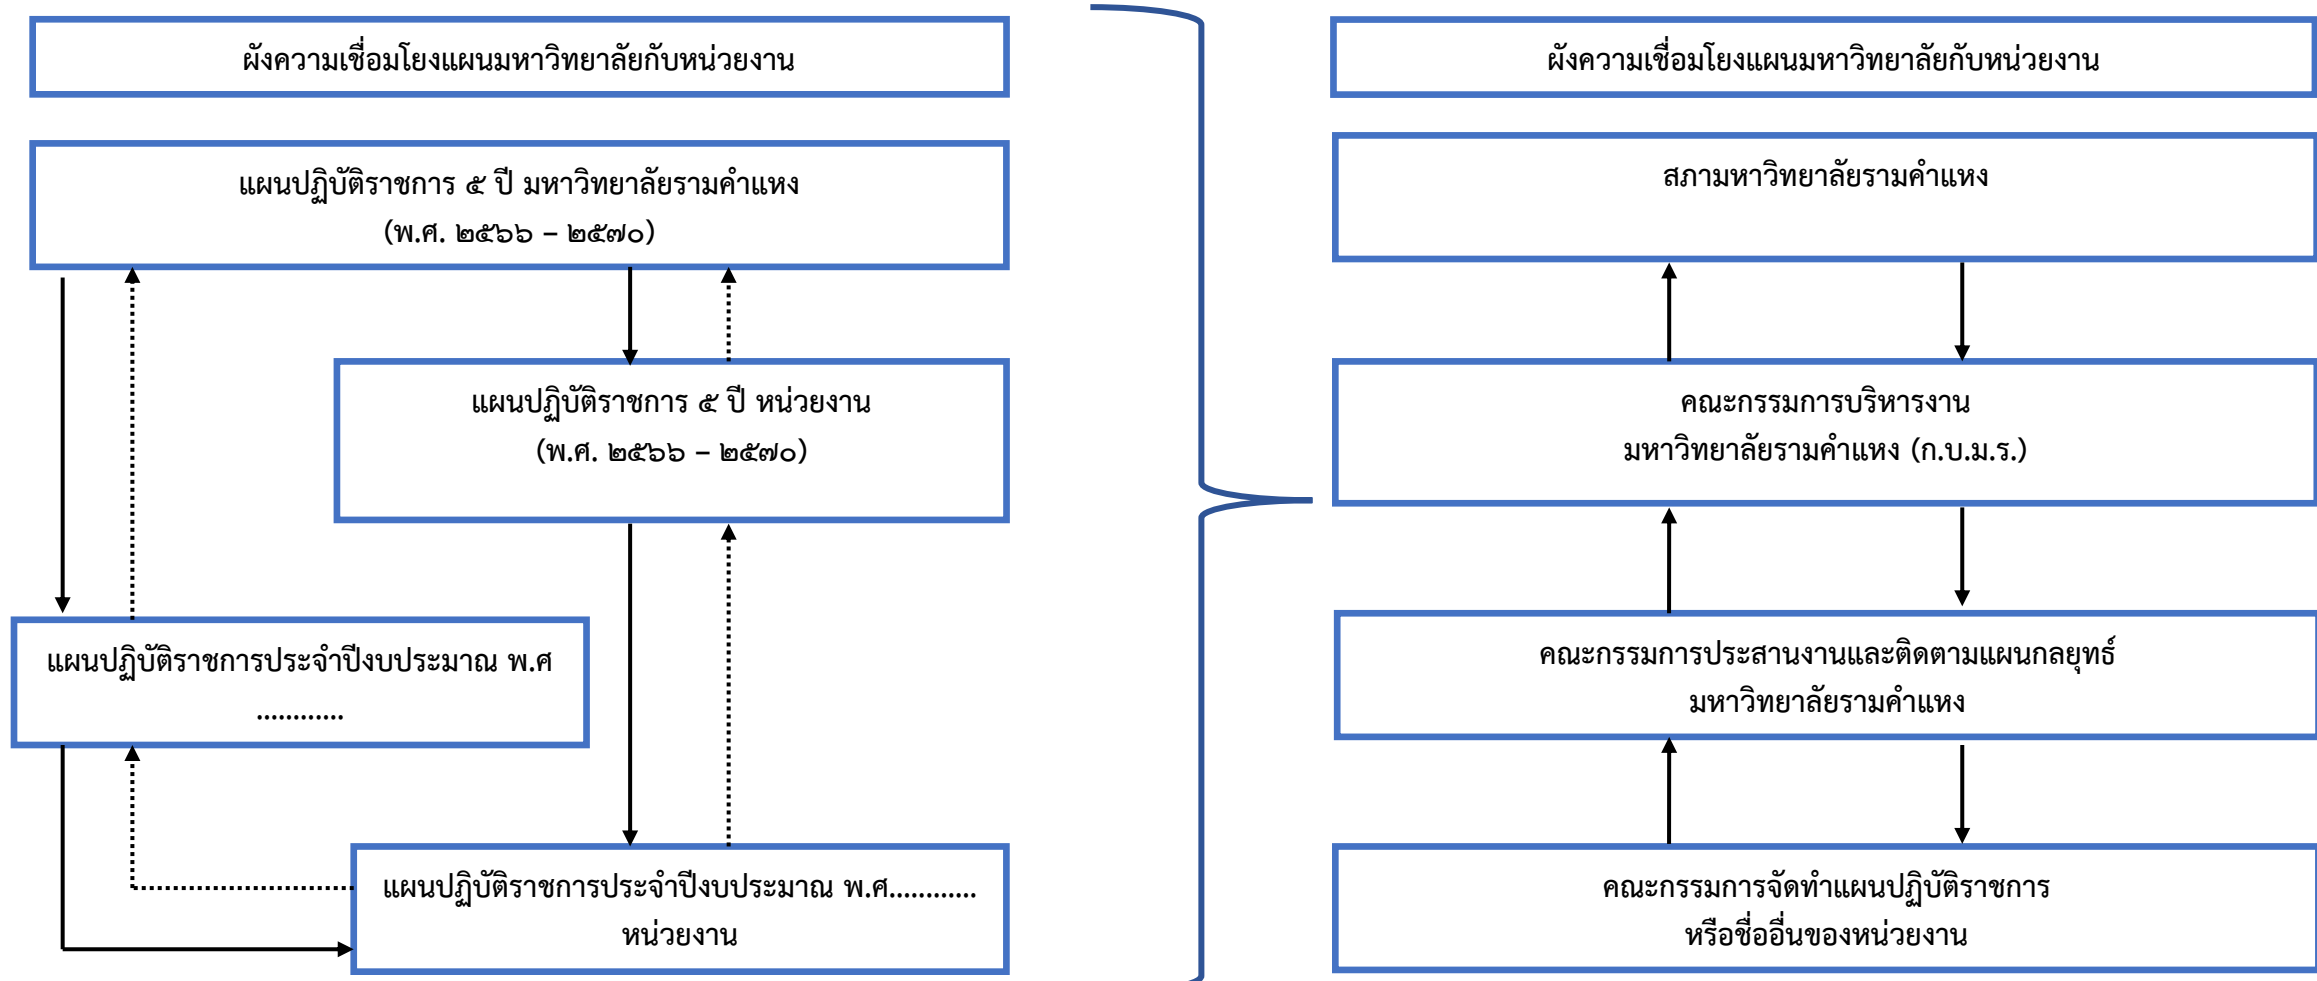 ผังความเชื่อมโยงแผนมหาวิทยาลัยกับหน่วยงาน
แผนปฏิบัติราชการ ๕ ปี มหาวิทยาลัยรามคำแหง
(พ.ศ. ๒๕๖๖ – ๒๕๗๐)
แผนปฏิบัติราชการ ๕ ปี หน่วยงาน
(พ.ศ. ๒๕๖๖ – ๒๕๗๐)
แผนปฏิบัติราชการประจำปีงบประมาณ พ.ศ
............
แผนปฏิบัติราชการประจำปีงบประมาณ พ.ศ............
หน่วยงาน
ผังความเชื่อมโยงแผนมหาวิทยาลัยกับหน่วยงาน
สภามหาวิทยาลัยรามคำแหง
คณะกรรมการบริหารงาน
มหาวิทยาลัยรามคำแหง (ก.บ.ม.ร.)
คณะกรรมการประสานงานและติดตามแผนกลยุทธ์
มหาวิทยาลัยรามคำแหง
คณะกรรมการจัดทำแผนปฏิบัติราชการ
หรือชื่ออื่นของหน่วยงาน